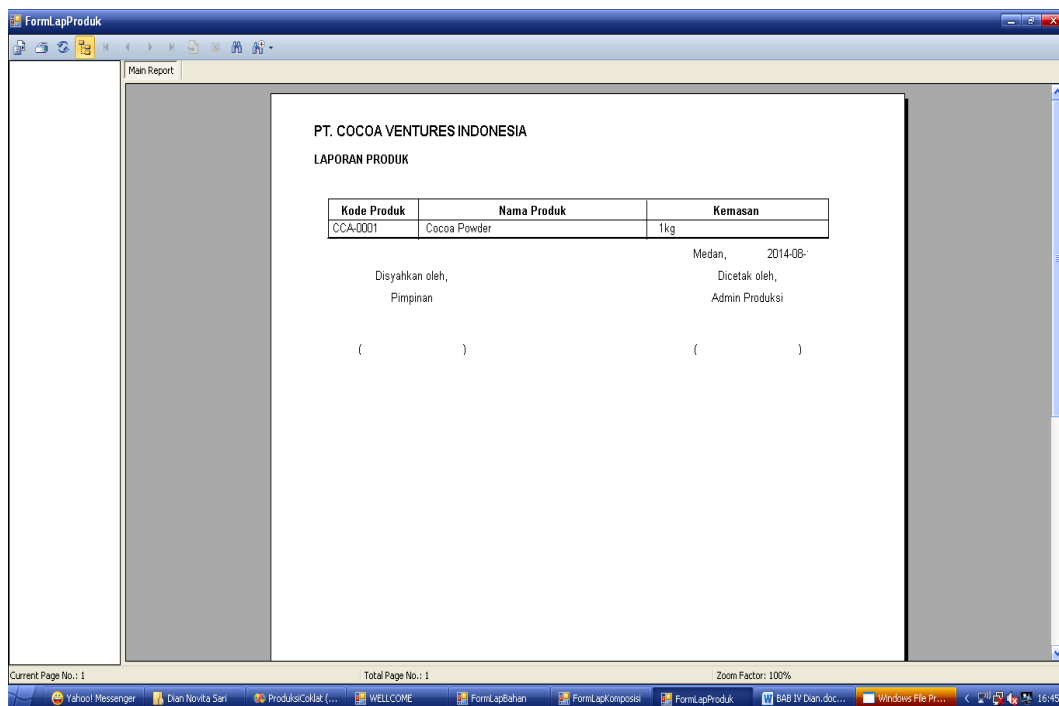 FormLapProduk
Main Report
PT. COCOA VENTURES INDONESIA
LAPORAN PRODUK
Kode Produk Nama Produk Kemasan
CCA-0001 Cocoa Powder 1kg
Medan, 2014-08-
Disyahkan oleh, Dicetak oleh,
Pimpinan Admin Produksi
( ) ( )
Current Page No.: 1 Total Page No.: 1 Zoom Factor: 100%
Yahoo! Messenger Dian Novita Sari ProduksiCoklat (... WELLCOME FormLapBahan FormLapKomposisi FormLapProduk BAB IV Dian.doc... Windows File Pr... 16:45